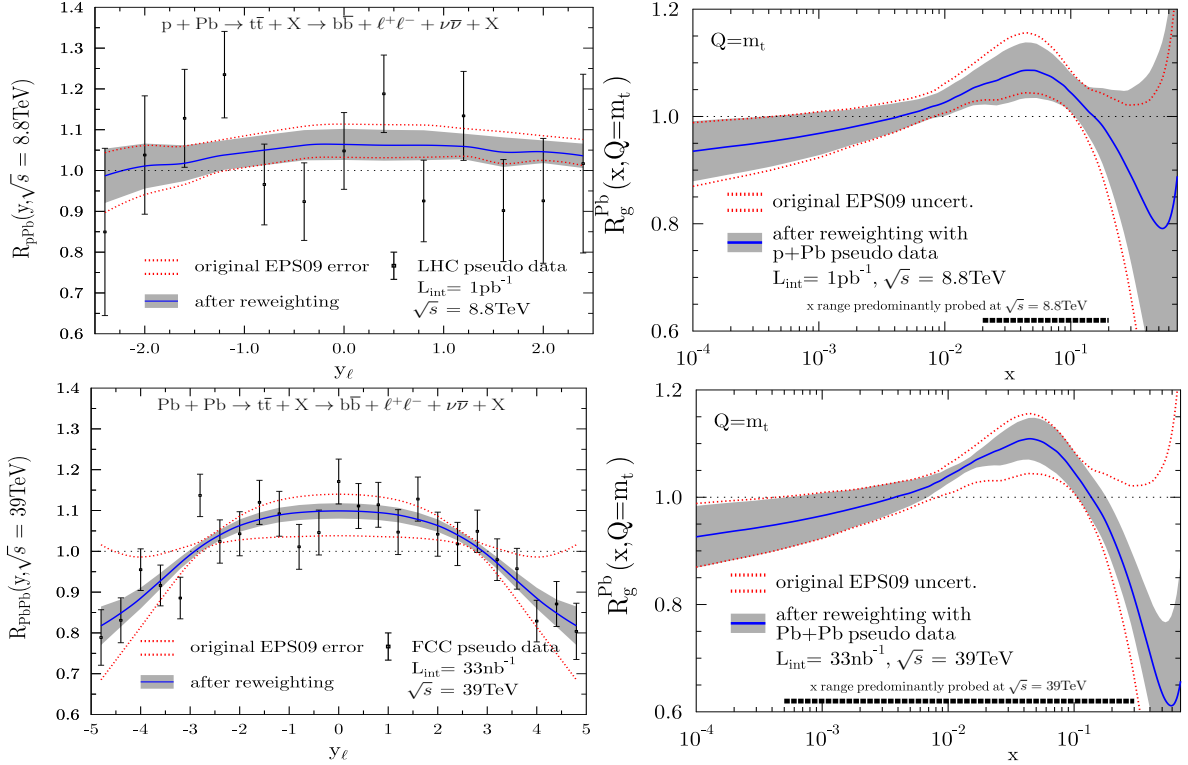 p + Pb → tt̄ + X → bb̄ + ℓ⁺ℓ⁻ + νν̄ + X
R_pPb(y,√s = 8.8TeV)
1.4
1.3
1.2
1.1
1.0
0.9
0.8
0.7
0.6
original EPS09 error
after reweighting
LHC pseudo data
L_int= 1pb⁻¹
√s = 8.8TeV
-2.0 -1.0 0.0 1.0 2.0
y_ℓ
R_g^Pb(x,Q=m_t)
1.2
1.0
0.8
0.6
Q=m_t
original EPS09 uncert.
after reweighting with
p+Pb pseudo data
L_int= 1pb⁻¹, √s = 8.8TeV
x range predominantly probed at √s = 8.8TeV
10⁻⁴ 10⁻³ 10⁻² 10⁻¹
x
Pb + Pb → tt̄ + X → bb̄ + ℓ⁺ℓ⁻ + νν̄ + X
R_PbPb(y,√s = 39TeV)
1.4
1.3
1.2
1.1
1.0
0.9
0.8
0.7
0.6
original EPS09 error
after reweighting
FCC pseudo data
L_int= 33nb⁻¹
√s = 39TeV
-5 -4 -3 -2 -1 0 1 2 3 4 5
y_ℓ
R_g^Pb(x,Q=m_t)
1.2
1.0
0.8
0.6
Q=m_t
original EPS09 uncert.
after reweighting with
Pb+Pb pseudo data
L_int= 33nb⁻¹, √s = 39TeV
x range predominantly probed at √s = 39TeV
10⁻⁴ 10⁻³ 10⁻² 10⁻¹
x